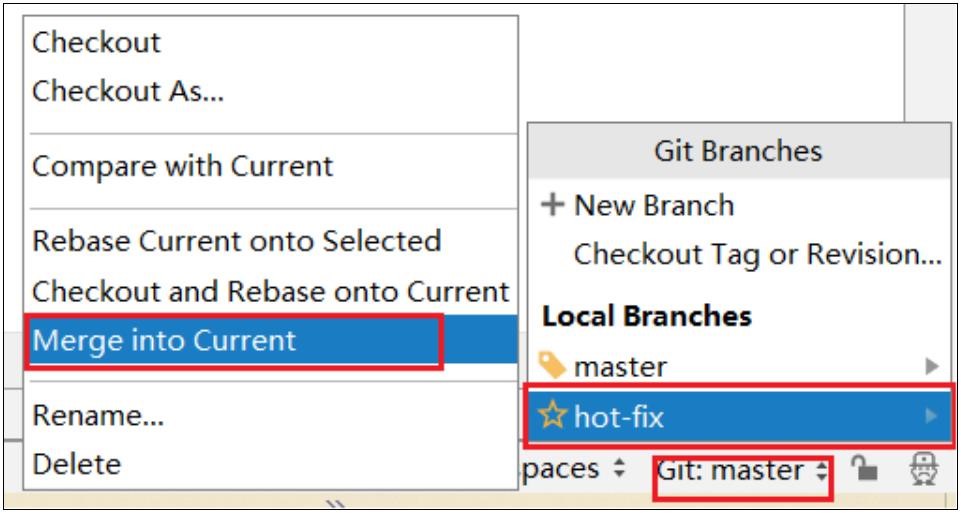 Checkout
Checkout As...
Compare with Current
Rebase Current onto Selected
Checkout and Rebase onto Current
Merge into Current
Rename...
Delete
Git Branches
New Branch
Checkout Tag or Revision...
Local Branches
master
hot-fix
paces Git: master